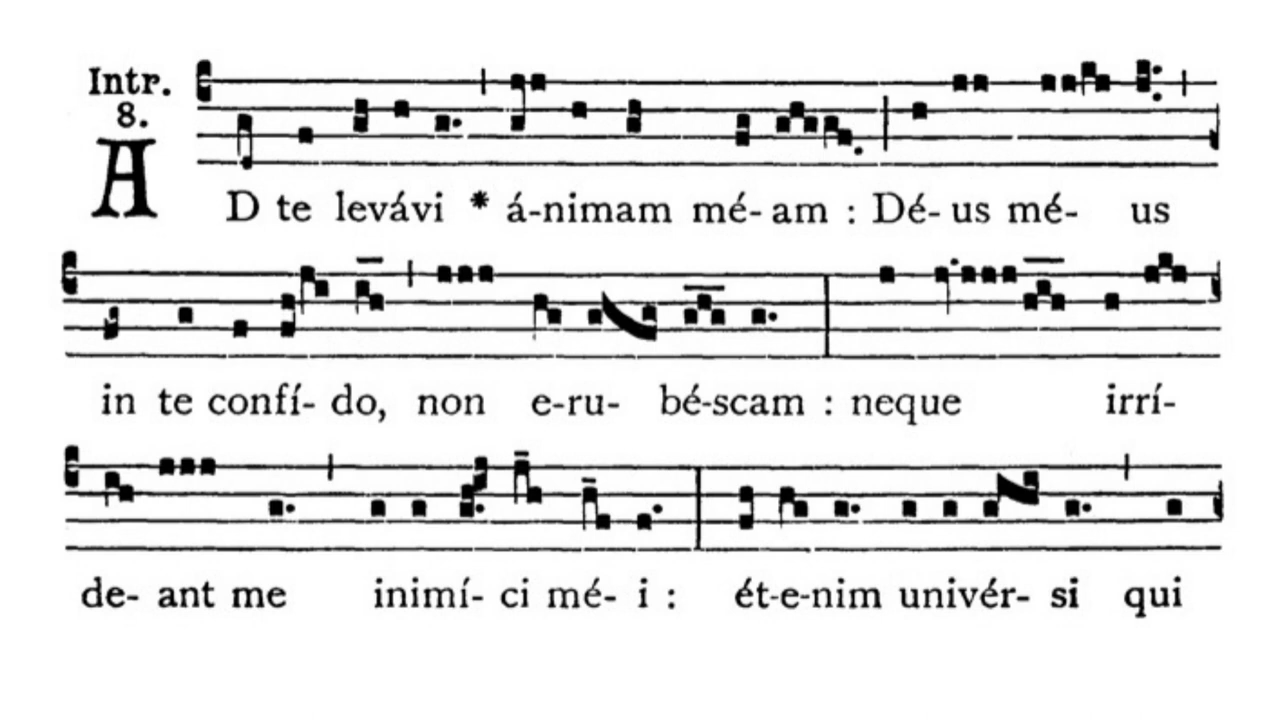 Intr.
8.
AD te levávi * á-nimam mé-am : Dé-us mé- us
in te confí- do, non e-ru- bé-scam : neque irrí-
de- ant me inimí- ci mé- i : ét-e-nim univér- si qui